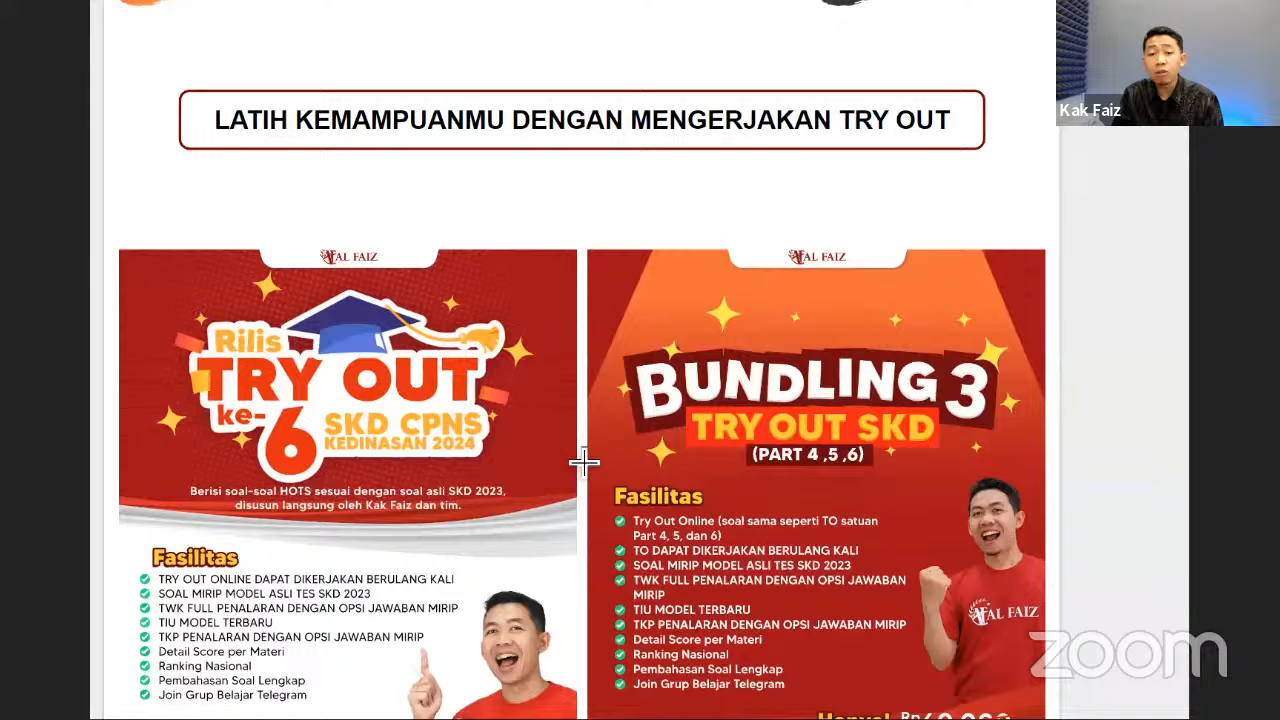 Kak Faiz
LATIH KEMAMPUANMU DENGAN MENGERJAKAN TRY OUT
AL FAIZ
Rilis
TRY OUT
ke-6
SKD CPNS
KEDINASAN 2024
Berisi soal-soal HOTS sesuai dengan soal asli SKD 2023,
disusun langsung oleh Kak Faiz dan tim.
Fasilitas
TRY OUT ONLINE DAPAT DIKERJAKAN BERULANG KALI
SOAL MIRIP MODEL ASLI TES SKD 2023
TWK FULL PENALARAN DENGAN OPSI JAWABAN MIRIP
TIU MODEL TERBARU
TKP PENALARAN DENGAN OPSI JAWABAN MIRIP
Detail Score per Materi
Ranking Nasional
Pembahasan Soal Lengkap
Join Grup Belajar Telegram
AL FAIZ
BUNDLING 3
TRY OUT SKD
(PART 4 ,5 ,6)
Fasilitas
Try Out Online (soal sama seperti TO satuan
Part 4, 5, dan 6)
TO DAPAT DIKERJAKAN BERULANG KALI
SOAL MIRIP MODEL ASLI TES SKD 2023
TWK FULL PENALARAN DENGAN OPSI JAWABAN
MIRIP
TIU MODEL TERBARU
TKP PENALARAN DENGAN OPSI JAWABAN MIRIP
Detail Score per Materi
Ranking Nasional
Pembahasan Soal Lengkap
Join Grup Belajar Telegram
AL FAIZ
zoom